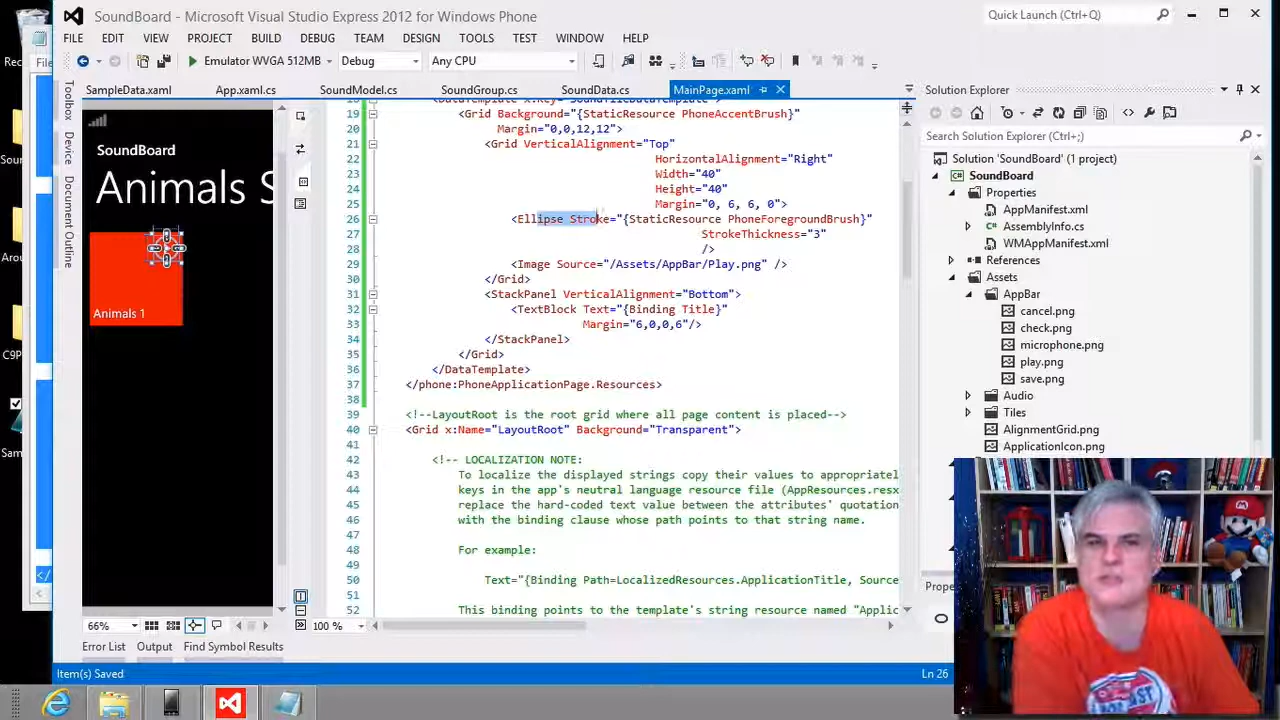 SoundBoard - Microsoft Visual Studio Express 2012 for Windows Phone
Quick Launch (Ctrl+Q)
FILE EDIT VIEW PROJECT BUILD DEBUG TEAM DESIGN TOOLS TEST WINDOW HELP
Emulator WVGA 512MB Debug Any CPU
SampleData.xaml App.xaml.cs SoundModel.cs SoundGroup.cs SoundData.cs MainPage.xaml
Toolbox
Device
Document Outline
SoundBoard
Animals S
Animals 1
19 <Grid Background="{StaticResource PhoneAccentBrush}"
20 Margin="0,0,12,12">
21 <Grid VerticalAlignment="Top"
22 HorizontalAlignment="Right"
23 Width="40"
24 Height="40"
25 Margin="0, 6, 6, 0">
26 <Ellipse Stroke="{StaticResource PhoneForegroundBrush}"
27 StrokeThickness="3"
28 />
29 <Image Source="/Assets/AppBar/Play.png" />
30 </Grid>
31 <StackPanel VerticalAlignment="Bottom">
32 <TextBlock Text="{Binding Title}"
33 Margin="6,0,0,6"/>
34 </StackPanel>
35 </Grid>
36 </DataTemplate>
37 </phone:PhoneApplicationPage.Resources>
38
39 <!--LayoutRoot is the root grid where all page content is placed-->
40 <Grid x:Name="LayoutRoot" Background="Transparent">
41
42 <!-- LOCALIZATION NOTE:
43 To localize the displayed strings copy their values to appropriatel
44 keys in the app's neutral language resource file (AppResources.resx
45 replace the hard-coded text value between the attributes' quotation
46 with the binding clause whose path points to that string name.
47
48 For example:
49
50 Text="{Binding Path=LocalizedResources.ApplicationTitle, Source
51
52 This binding points to the template's string resource named "Applic
Solution Explorer
Search Solution Explorer (Ctrl+;)
Solution 'SoundBoard' (1 project)
SoundBoard
Properties
AppManifest.xml
AssemblyInfo.cs
WMAppManifest.xml
References
Assets
AppBar
cancel.png
check.png
microphone.png
play.png
save.png
Audio
Tiles
AlignmentGrid.png
ApplicationIcon.png
Prope
66%
100 %
Error List Output Find Symbol Results
Item(s) Saved
Ln 26
Rec
File
Sour
Arou
C9P
Sam
</